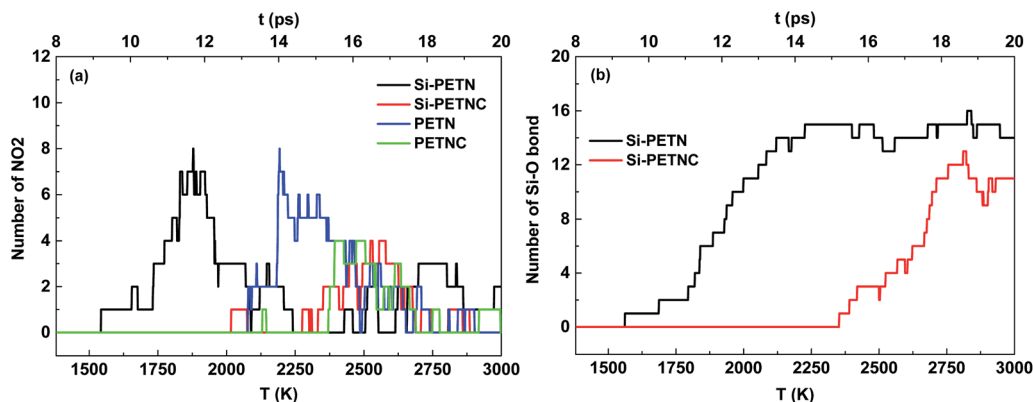 t (ps)
8 10 12 14 16 18 20
(a)
Si-PETN
Si-PETNC
PETN
PETNC
Number of NO2
12
10
8
6
4
2
0
1500 1750 2000 2250 2500 2750 3000
T (K)
t (ps)
8 10 12 14 16 18 20
(b)
Si-PETN
Si-PETNC
Number of Si-O bond
20
16
12
8
4
0
1500 1750 2000 2250 2500 2750 3000
T (K)